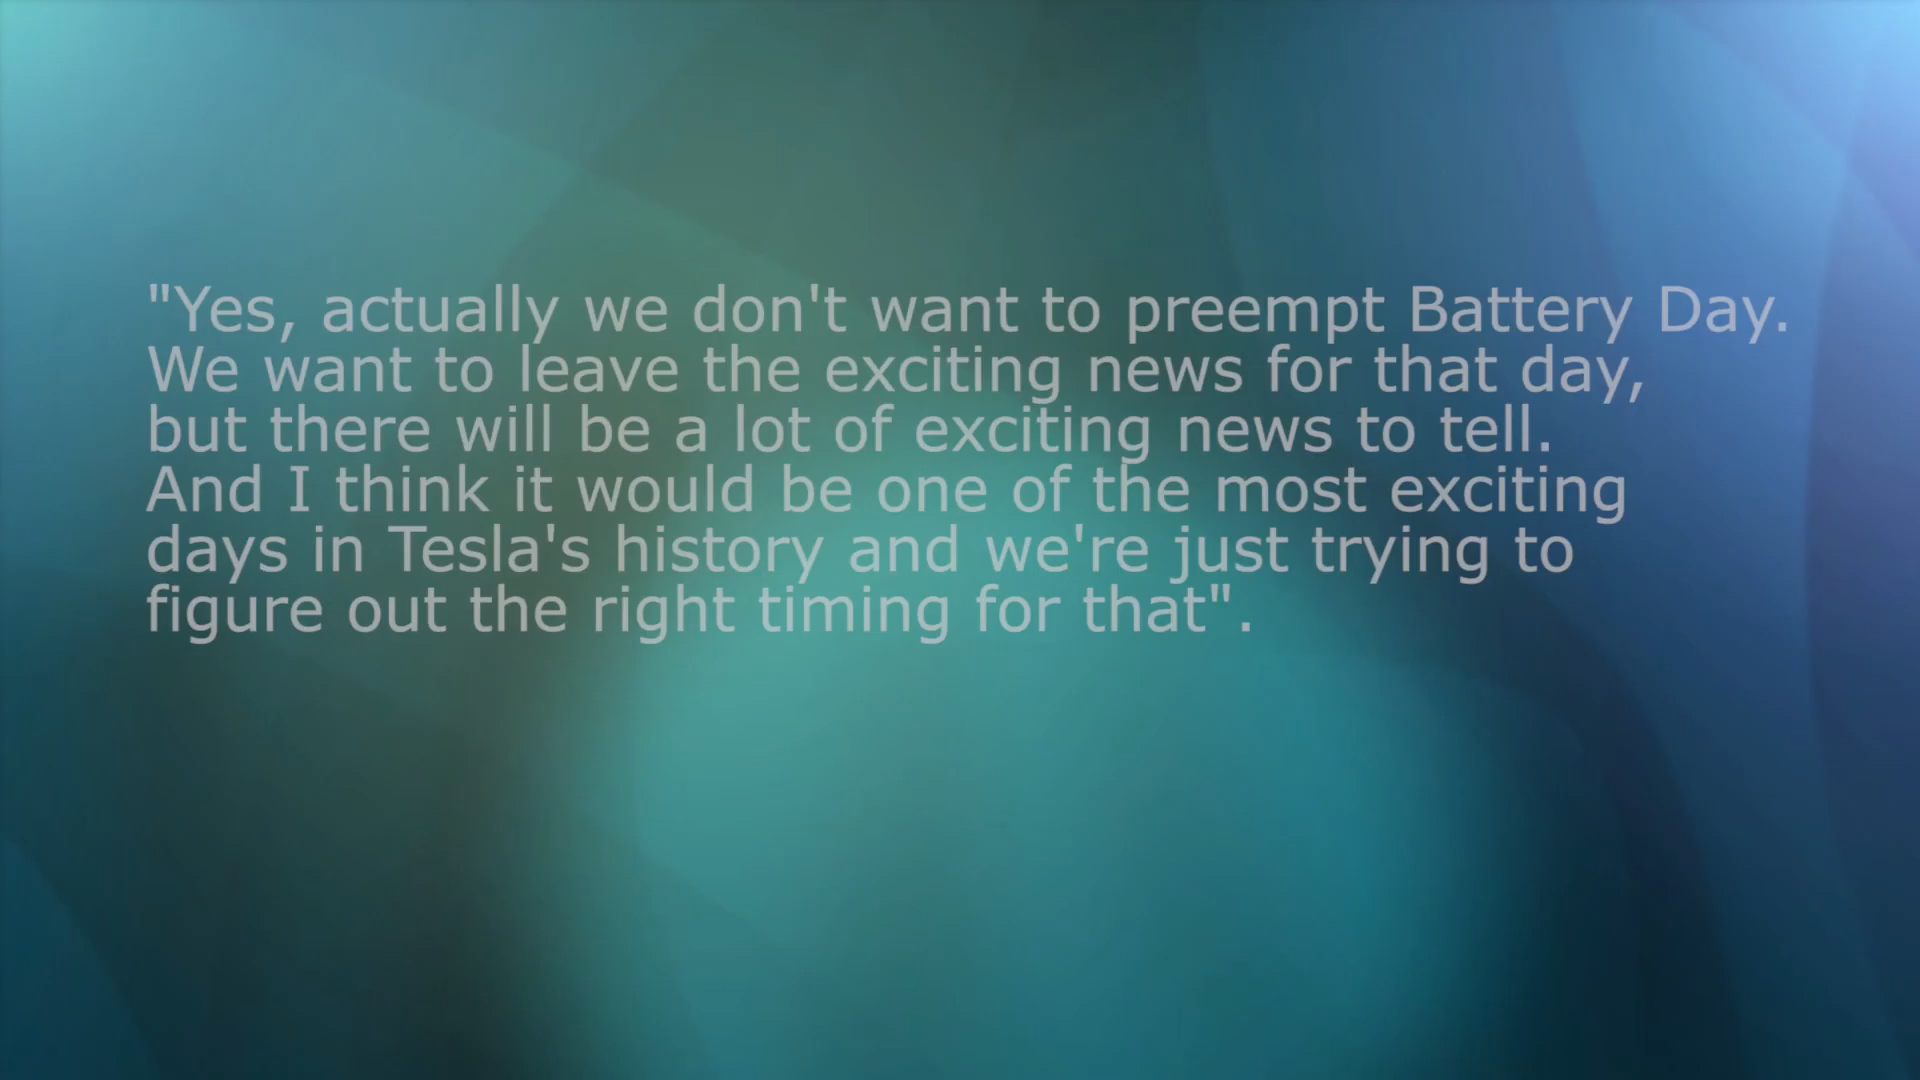 "Yes, actually we don't want to preempt Battery Day.
We want to leave the exciting news for that day,
but there will be a lot of exciting news to tell.
And I think it would be one of the most exciting
days in Tesla's history and we're just trying to
figure out the right timing for that".